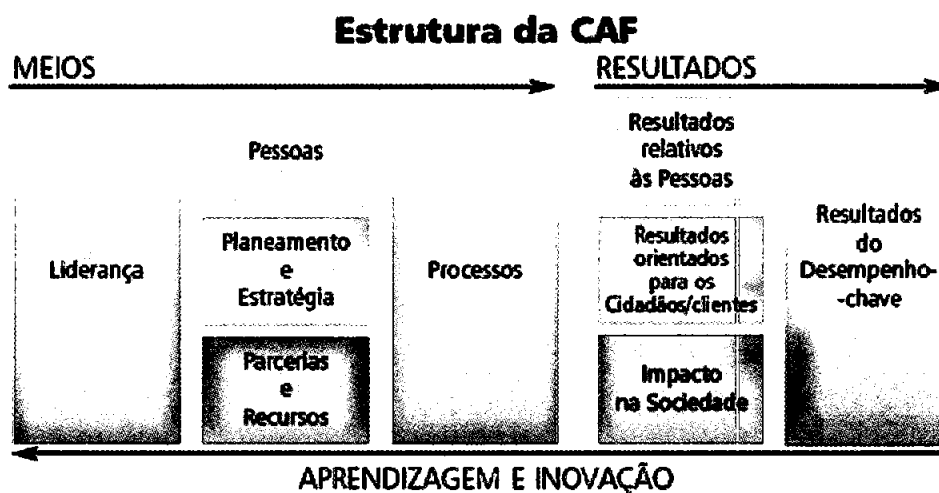 Estrutura da CAF
MEIOS
RESULTADOS
Liderança
Pessoas
Planeamento
e
Estratégia
Parcerias
e
Recursos
Processos
Resultados
relativos
às Pessoas
Resultados
orientados
para os
Cidadãos/clientes
Impacto
na Sociedade
Resultados
do
Desempenho-
-chave
APRENDIZAGEM E INOVAÇÃO